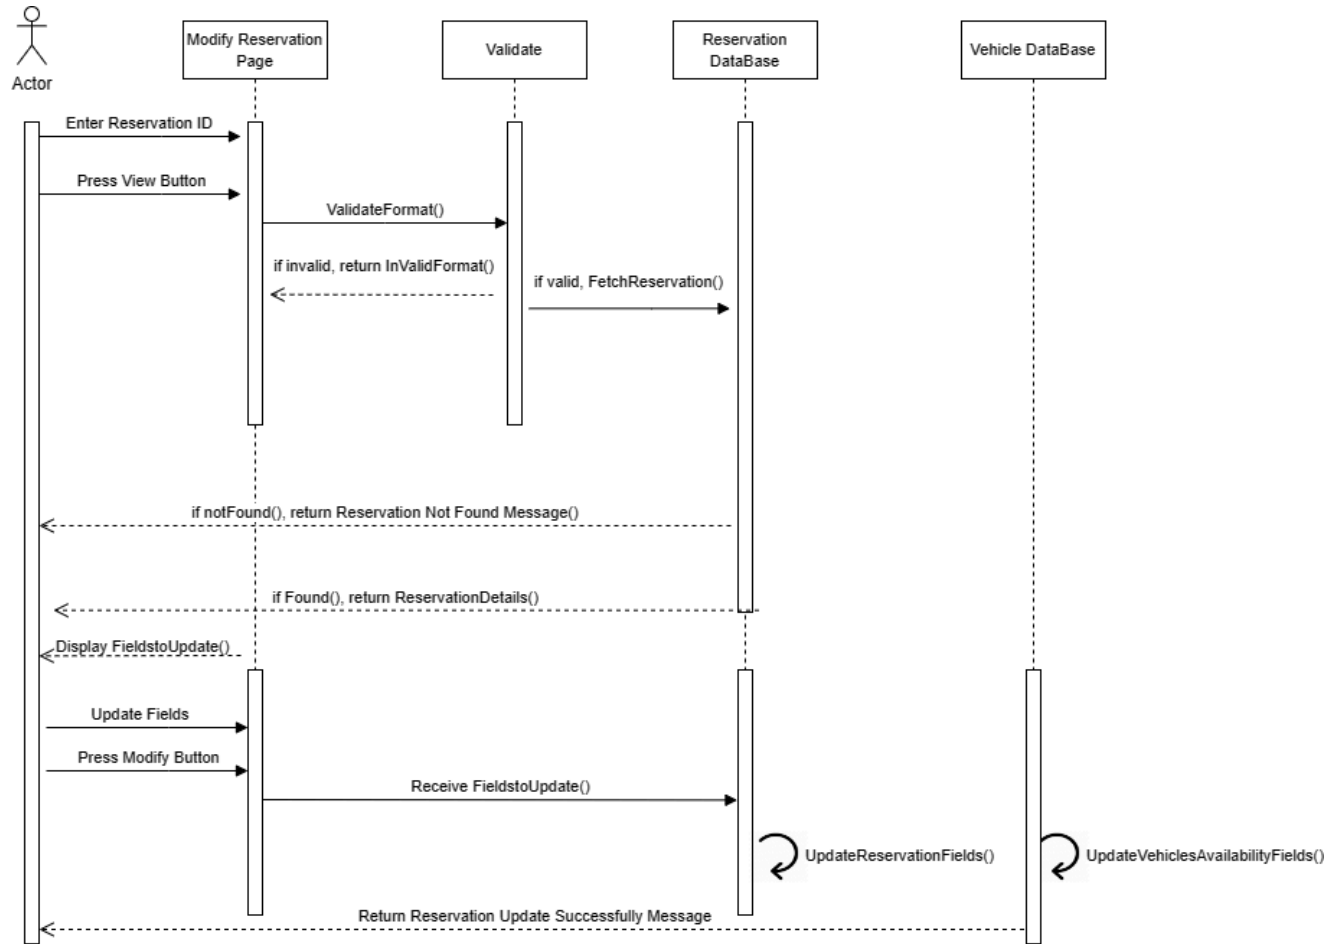 Modify Reservation
Page
Validate
Reservation
DataBase
Vehicle DataBase
Actor
Enter Reservation ID
Press View Button
ValidateFormat()
if invalid, return InValidFormat()
if valid, FetchReservation()
if notFound(), return Reservation Not Found Message()
if Found(), return ReservationDetails()
Display FieldstoUpdate()
Update Fields
Press Modify Button
Receive FieldstoUpdate()
UpdateReservationFields()
UpdateVehiclesAvailabilityFields()
Return Reservation Update Successfully Message